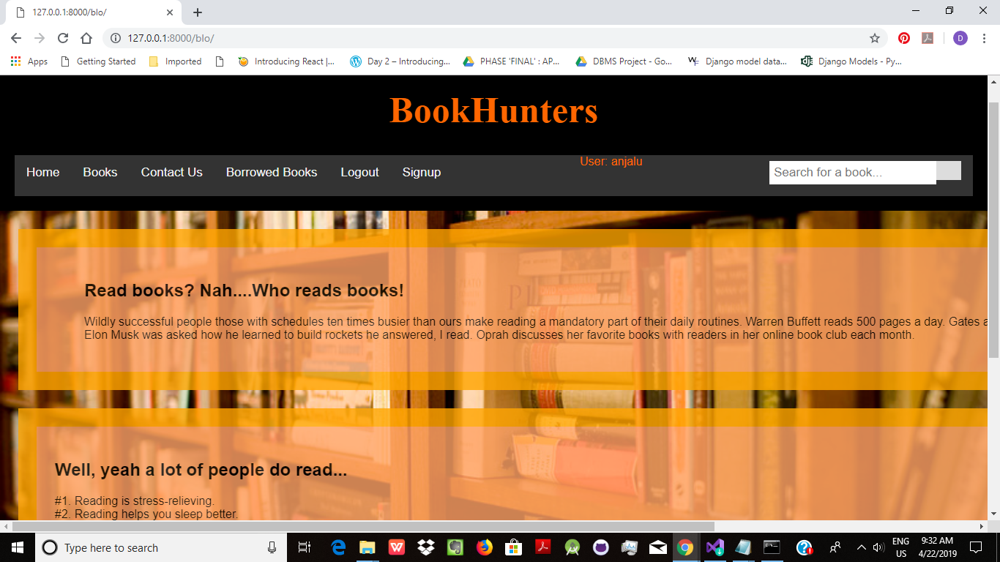 127.0.0.1:8000/blo/
127.0.0.1:8000/blo/
D
Apps Getting Started Imported Introducing React |... Day 2 – Introducing... PHASE 'FINAL' : AP... DBMS Project - Go... Django model data... Django Models - Py...
BookHunters
Home Books Contact Us Borrowed Books Logout Signup User: anjalu Search for a book...
Read books? Nah....Who reads books!
Wildly successful people those with schedules ten times busier than ours make reading a mandatory part of their daily routines. Warren Buffett reads 500 pages a day. Gates a
Elon Musk was asked how he learned to build rockets he answered, I read. Oprah discusses her favorite books with readers in her online book club each month.
Well, yeah a lot of people do read...
#1. Reading is stress-relieving.
#2. Reading helps you sleep better.
Type here to search
ENG
US
9:32 AM
4/22/2019